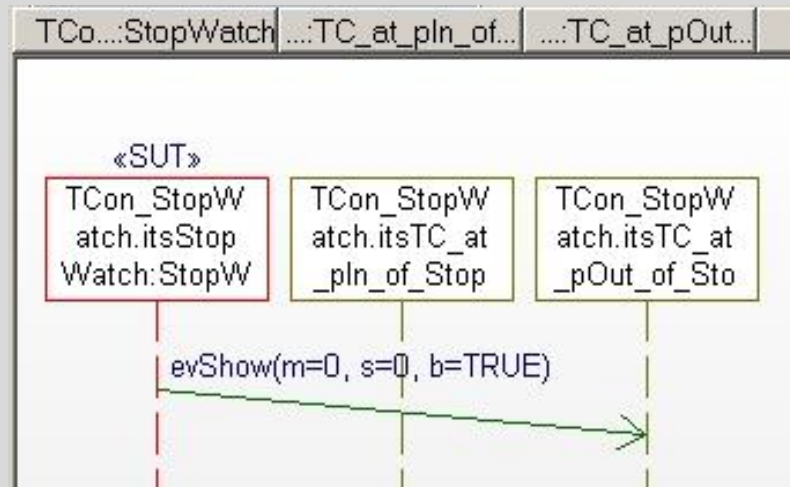 TCo...:StopWatch ...:TC_at_pIn_of... ...:TC_at_pOut...
«SUT»
TCon_StopW
atch.itsStop
Watch:StopW
TCon_StopW
atch.itsTC_at
_pIn_of_Stop
TCon_StopW
atch.itsTC_at
_pOut_of_Sto
evShow(m=0, s=0, b=TRUE)